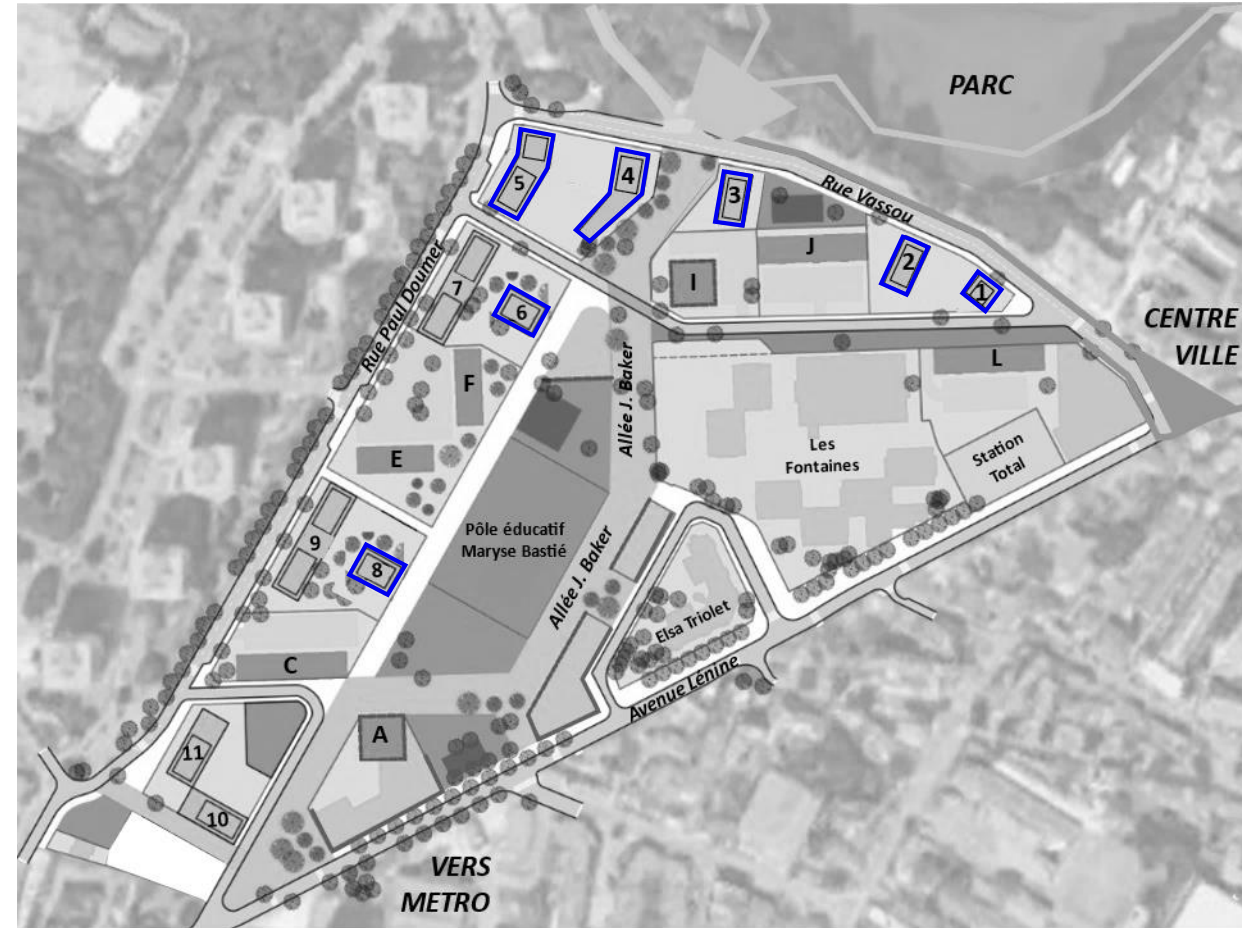 PARC
5
4
3
Rue Vassou
J
2
1
I
7
6
Rue Paul Doumer
CENTRE
VILLE
F
L
Allée J. Baker
E
Les
Fontaines
Station
Total
9
Pôle éducatif
Maryse Bastié
8
Allée J. Baker
Elsa Triolet
C
Avenue Lénine
A
11
10
VERS
METRO